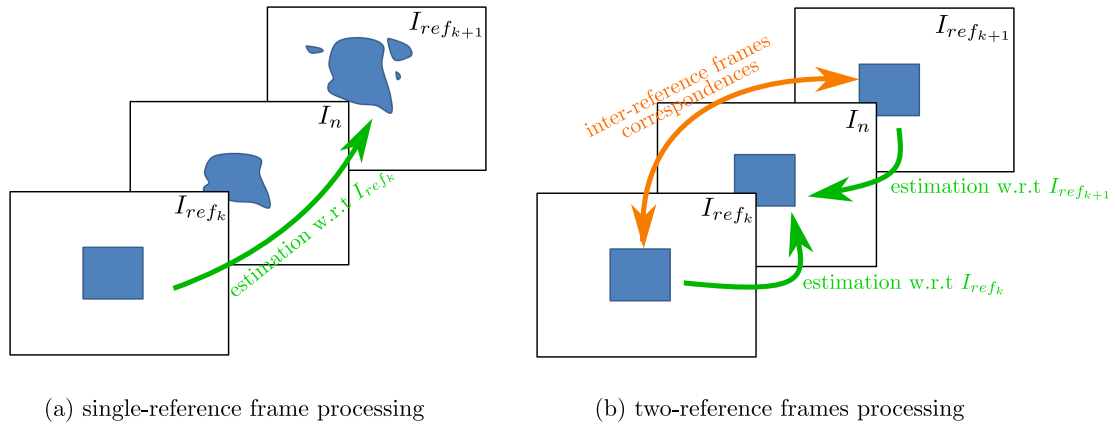 I_{ref_{k+1}}
I_n
I_{ref_k}
estimation w.r.t I_{ref_k}
(a) single-reference frame processing
I_{ref_{k+1}}
inter-reference frames
correspondences
I_n
estimation w.r.t I_{ref_{k+1}}
I_{ref_k}
estimation w.r.t I_{ref_k}
(b) two-reference frames processing